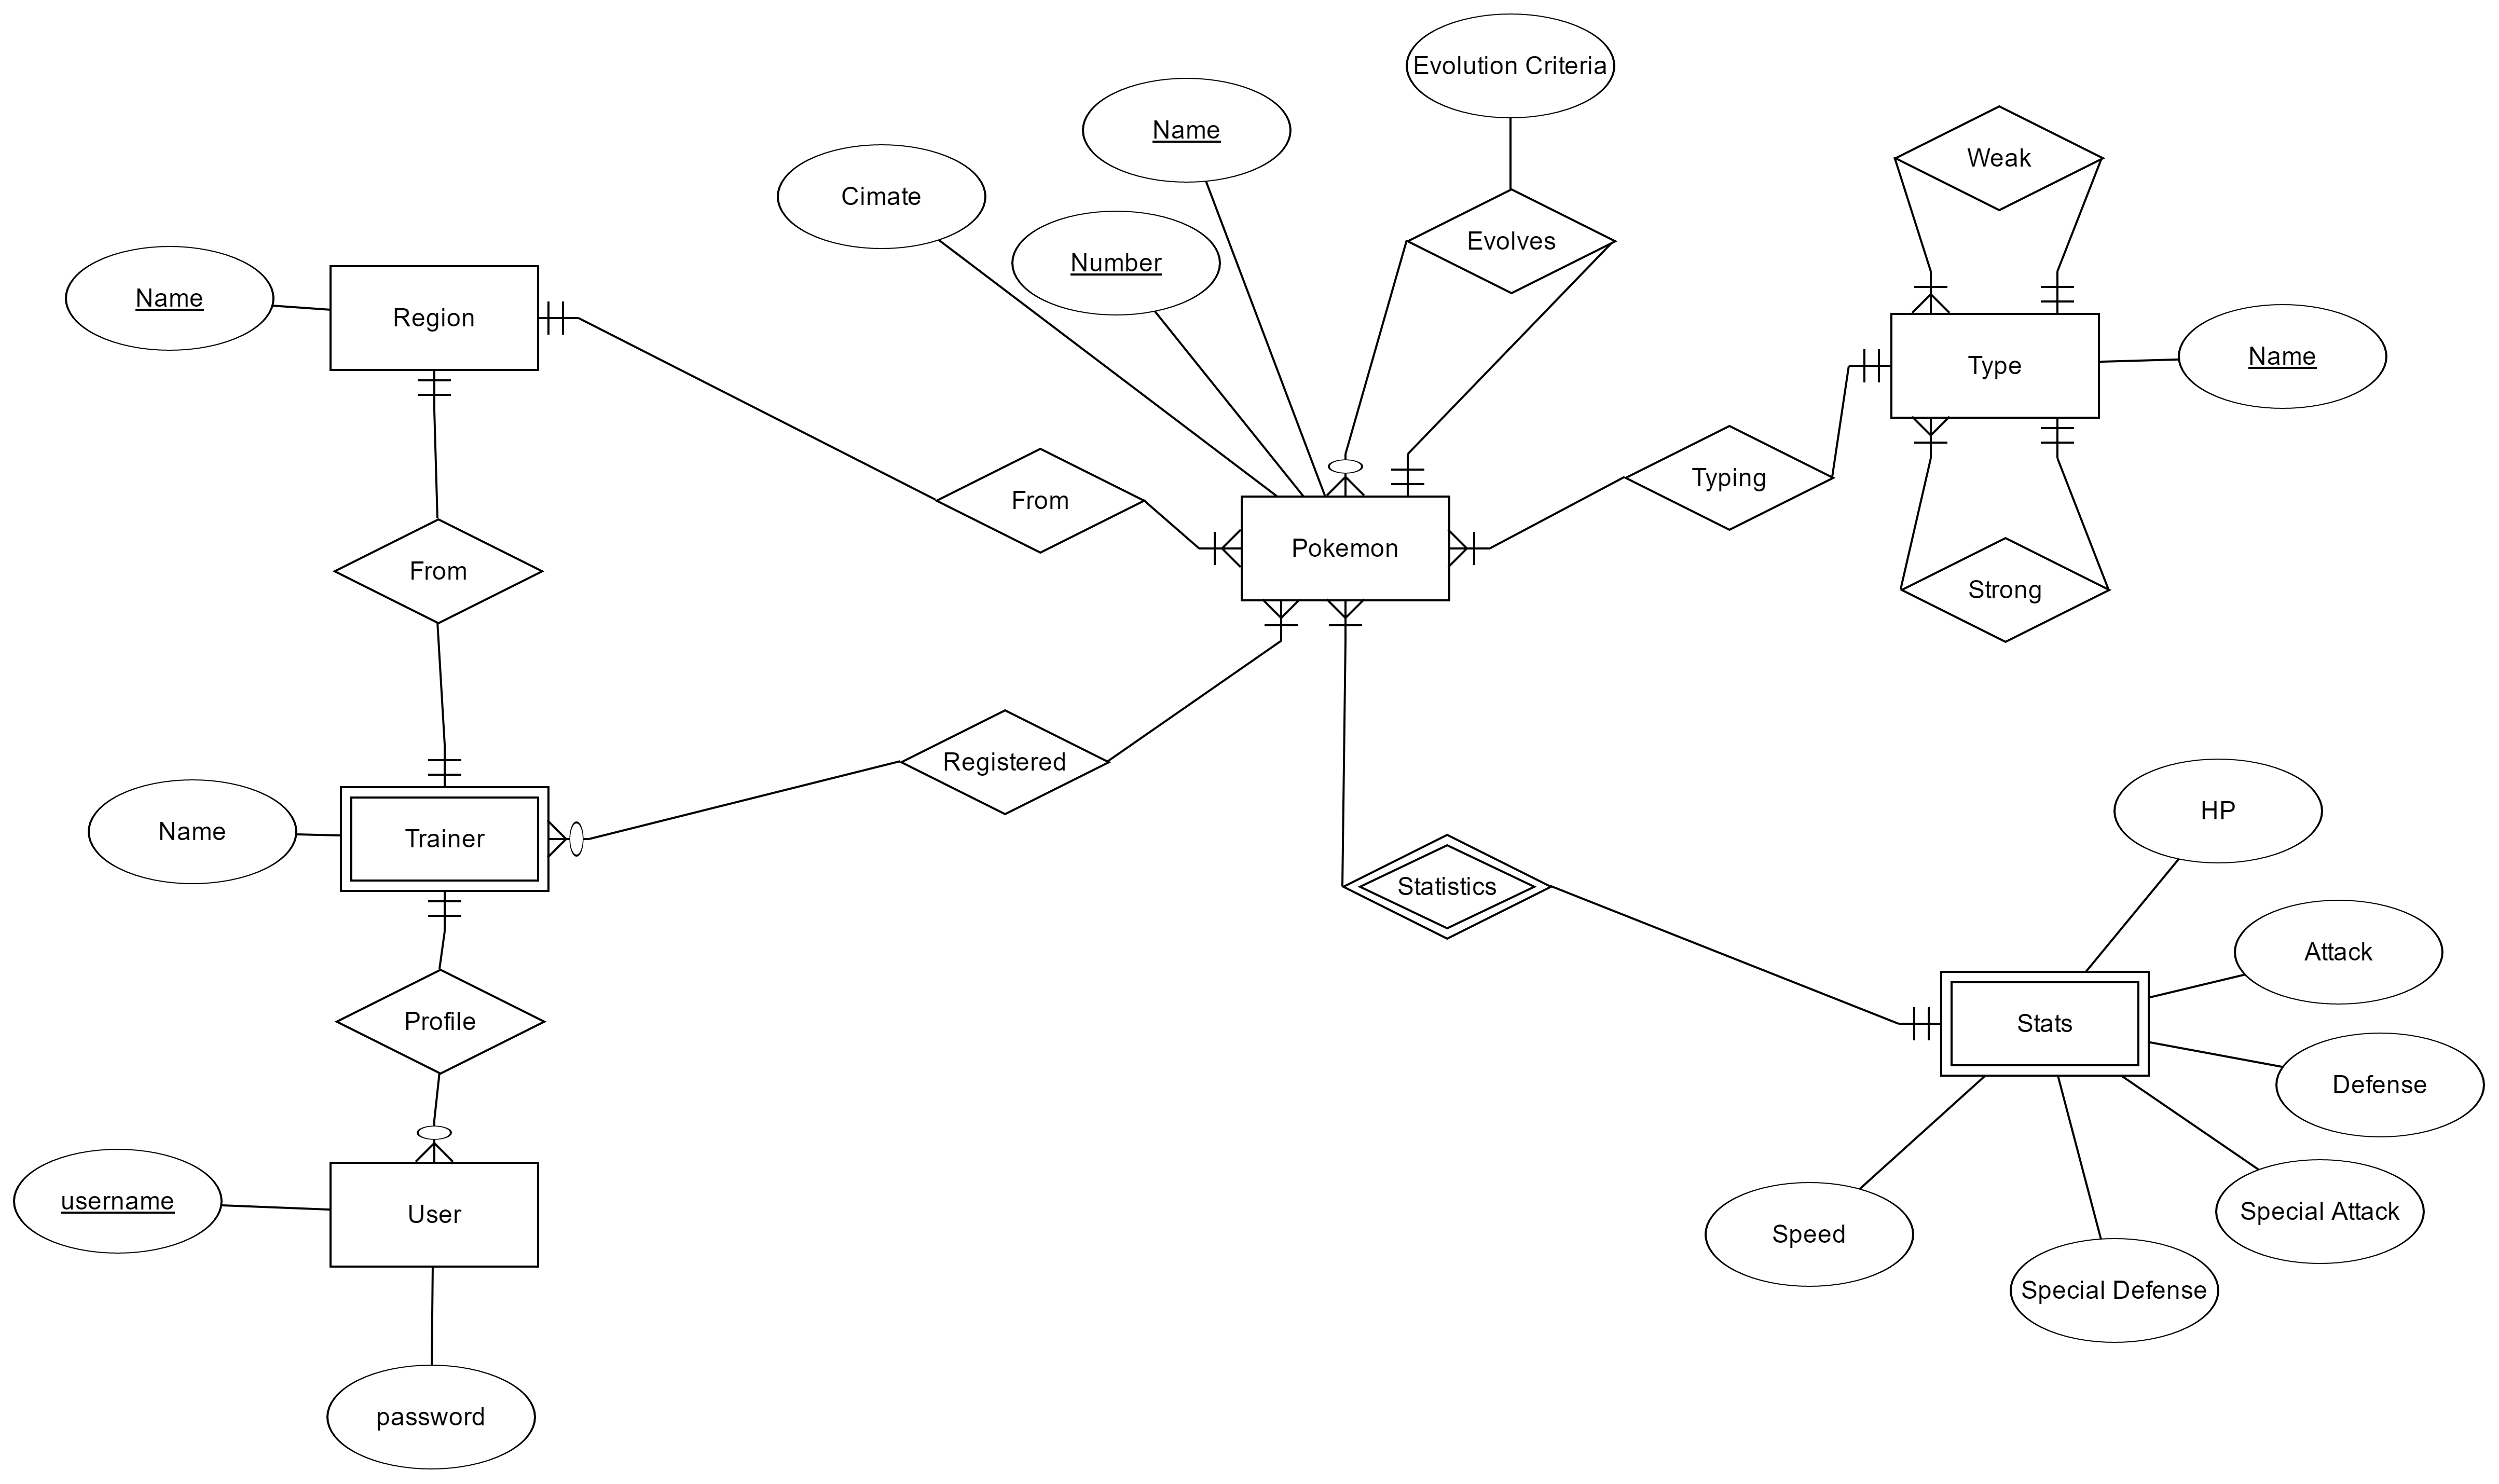 Evolution Criteria
Name
Weak
Cimate
Evolves
Number
Name
Region
Name
Type
Typing
From
Pokemon
From
Strong
Registered
HP
Name
Trainer
Statistics
Attack
Profile
Stats
Defense
username
User
Special Attack
Speed
Special Defense
password